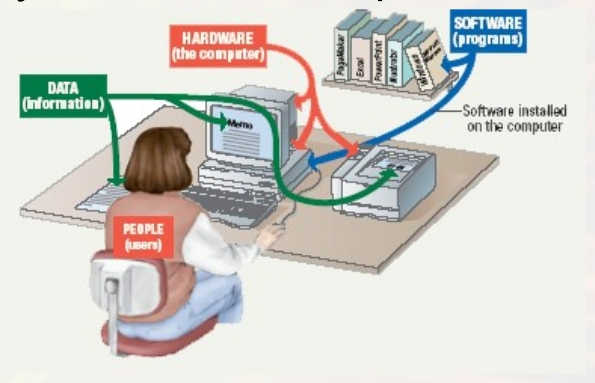 HARDWARE
(the computer)
SOFTWARE
(programs)
DATA
(information)
PageMaker
Excel
PowerPoint
Windows
Memo
Software installed
on the computer
PEOPLE
(users)